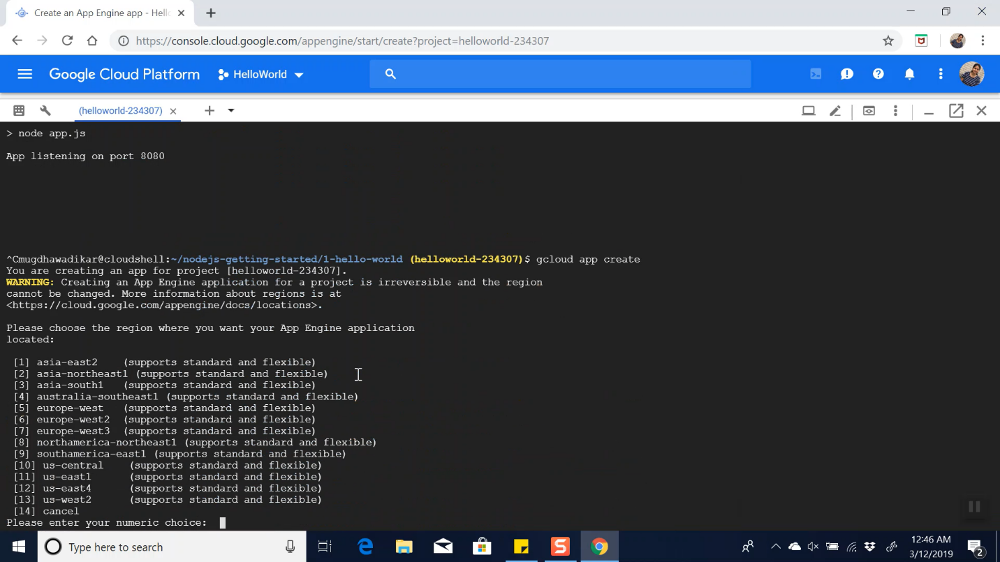 Create an App Engine app - Hell
https://console.cloud.google.com/appengine/start/create?project=helloworld-234307
Google Cloud Platform HelloWorld
(helloworld-234307)
> node app.js
App listening on port 8080
^Cmugdhawadikar@cloudshell:~/nodejs-getting-started/1-hello-world (helloworld-234307)$ gcloud app create
You are creating an app for project [helloworld-234307].
WARNING: Creating an App Engine application for a project is irreversible and the region
cannot be changed. More information about regions is at
<https://cloud.google.com/appengine/docs/locations>.
Please choose the region where you want your App Engine application
located:
[1] asia-east2 (supports standard and flexible)
[2] asia-northeast1 (supports standard and flexible)
[3] asia-south1 (supports standard and flexible)
[4] australia-southeast1 (supports standard and flexible)
[5] europe-west (supports standard and flexible)
[6] europe-west2 (supports standard and flexible)
[7] europe-west3 (supports standard and flexible)
[8] northamerica-northeast1 (supports standard and flexible)
[9] southamerica-east1 (supports standard and flexible)
[10] us-central (supports standard and flexible)
[11] us-east1 (supports standard and flexible)
[12] us-east4 (supports standard and flexible)
[13] us-west2 (supports standard and flexible)
[14] cancel
Please enter your numeric choice:
Type here to search
12:46 AM
3/12/2019
2